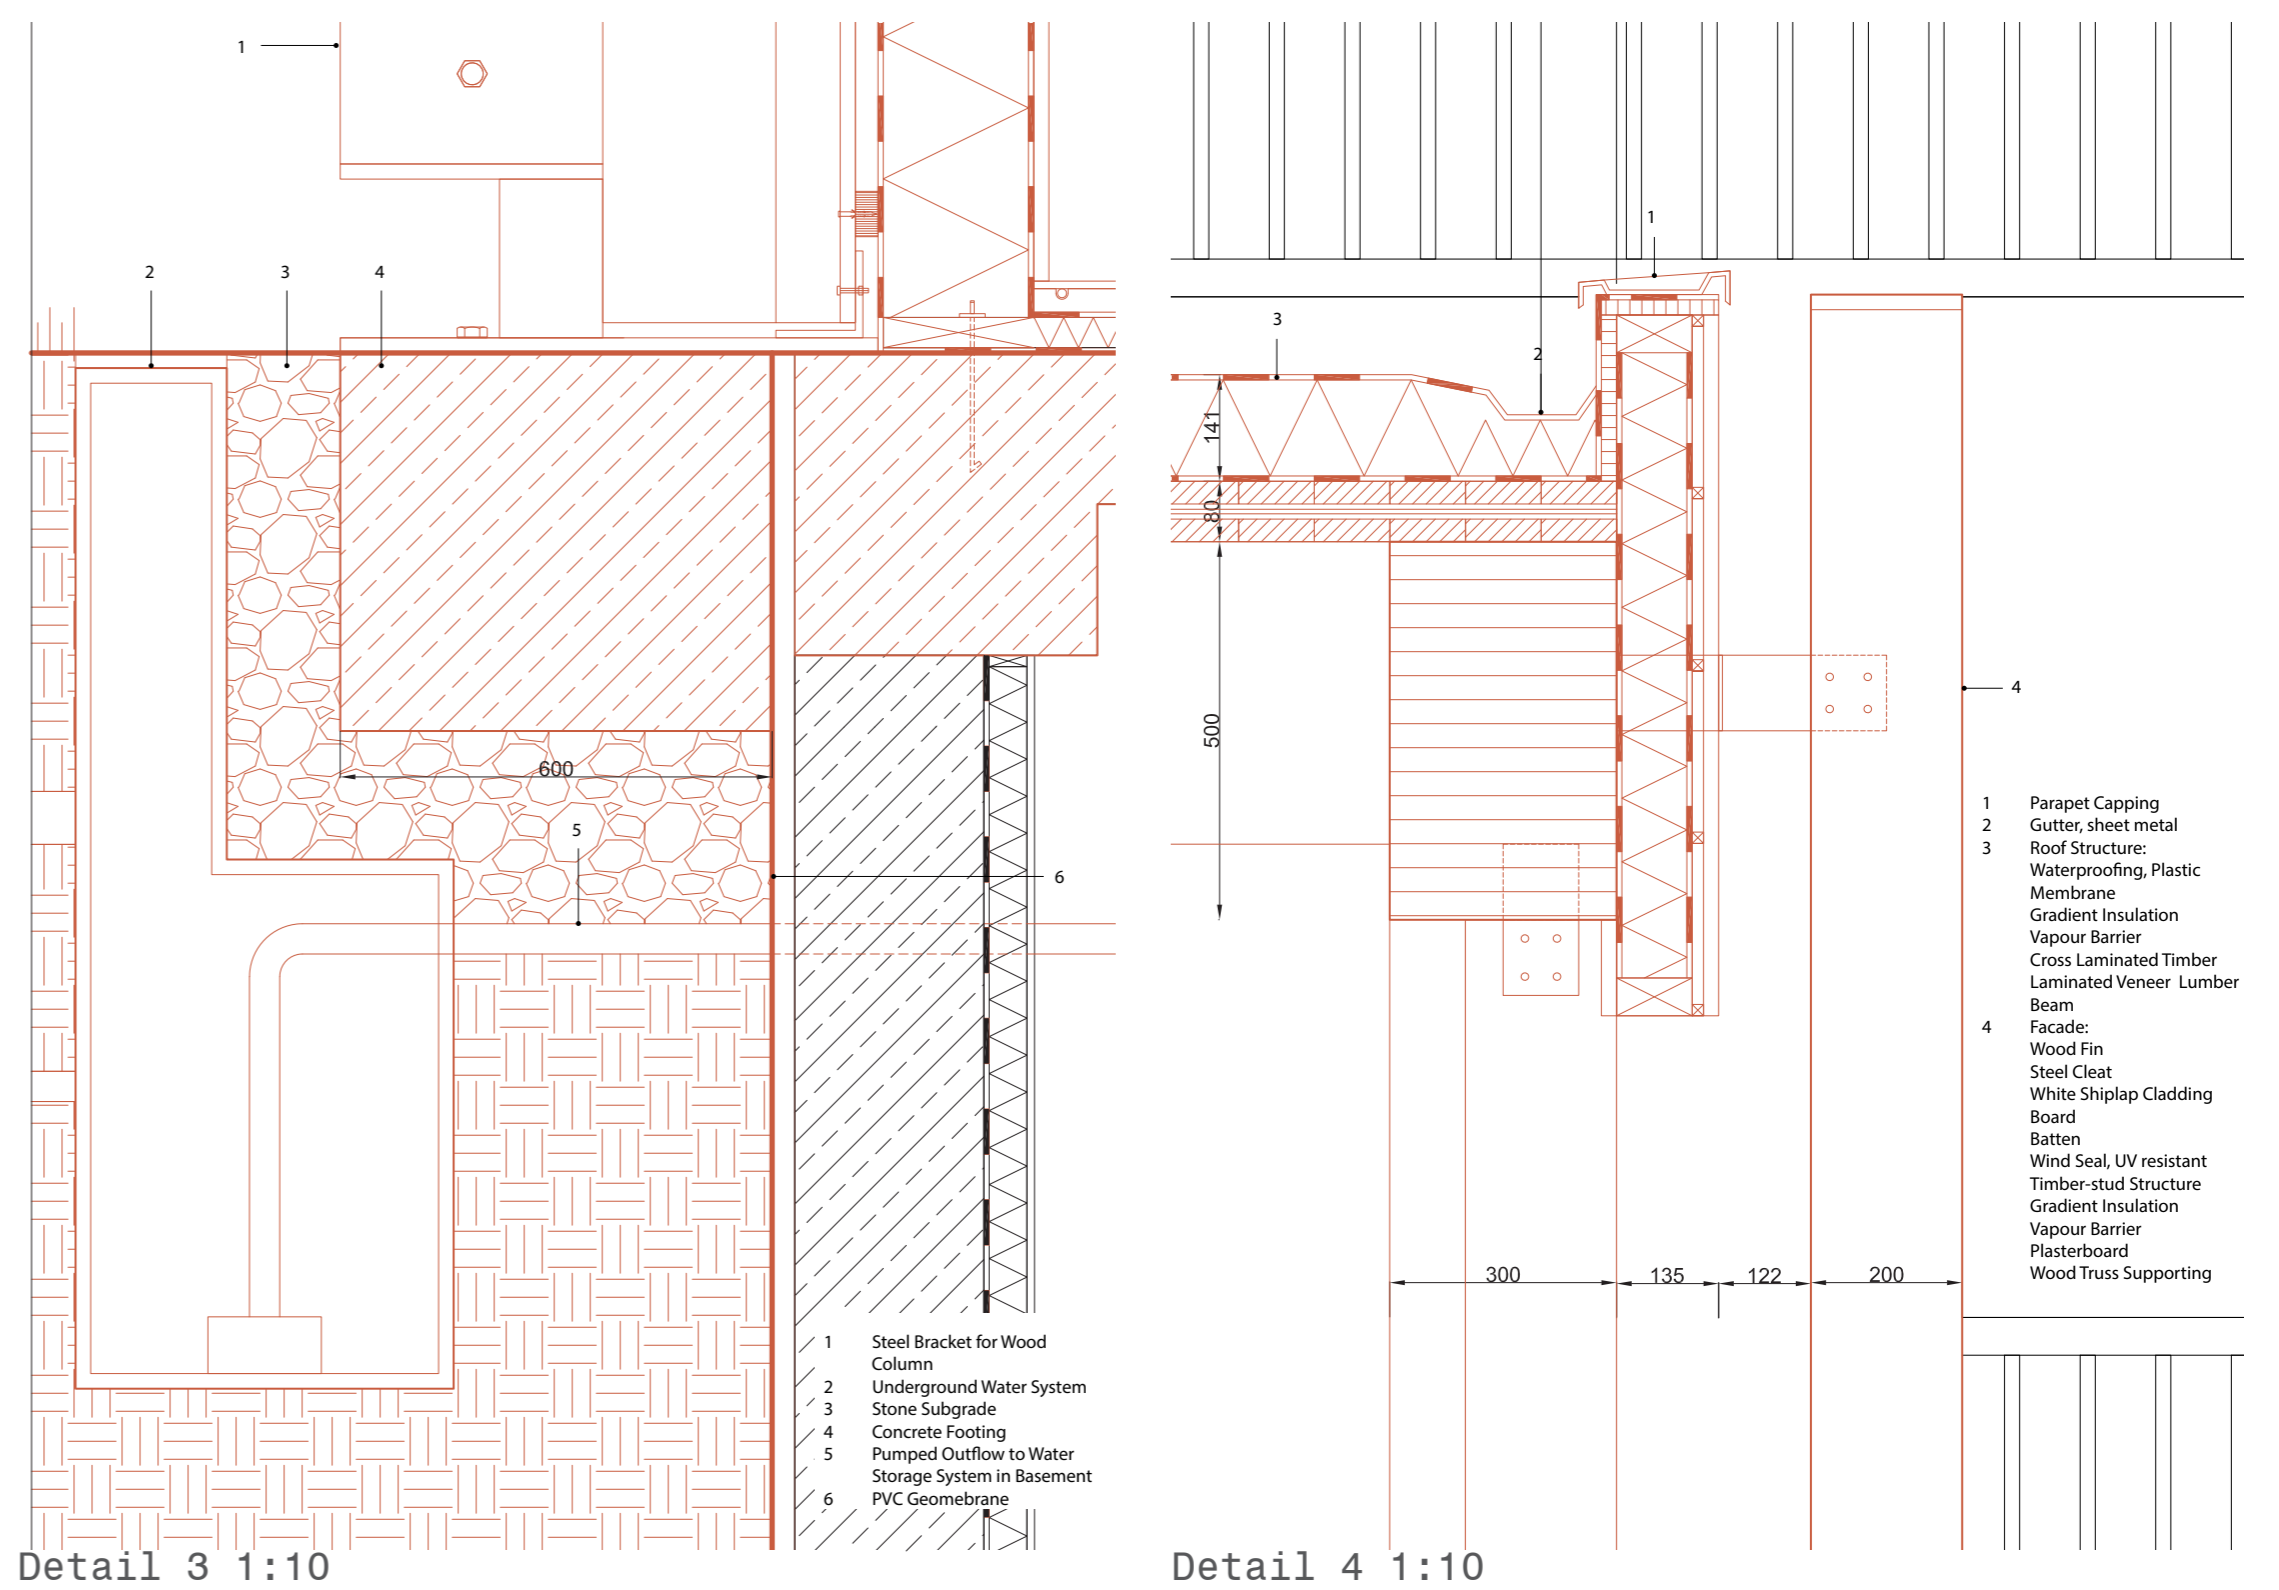 1
2
3
4
600
5
6
1 Steel Bracket for Wood
Column
2 Underground Water System
3 Stone Subgrade
4 Concrete Footing
5 Pumped Outflow to Water
Storage System in Basement
6 PVC Geomebrane
Detail 3 1:10
1
3
2
141
80
500
4
300
135
122
200
1 Parapet Capping
2 Gutter, sheet metal
3 Roof Structure:
Waterproofing, Plastic
Membrane
Gradient Insulation
Vapour Barrier
Cross Laminated Timber
Laminated Veneer Lumber
Beam
4 Facade:
Wood Fin
Steel Cleat
White Shiplap Cladding
Board
Batten
Wind Seal, UV resistant
Timber-stud Structure
Gradient Insulation
Vapour Barrier
Plasterboard
Wood Truss Supporting
Detail 4 1:10